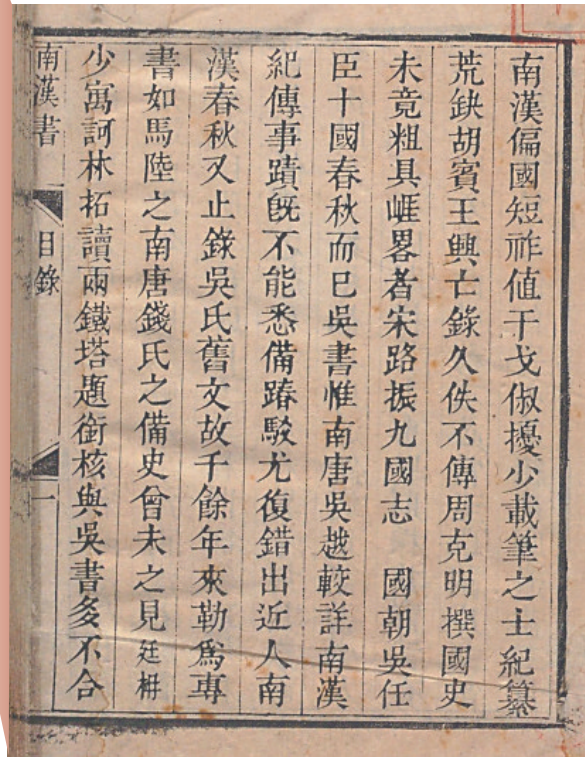 南漢偏國短祚值干戈俶擾少載筆之士紀纂
荒缺胡賓王興亡錄久佚不傳周克明撰國史
未竟粗具崕畧者宋路振九國志　國朝吳任
臣十國春秋而已吳書惟南唐吳越較詳南漢
紀傳事蹟旣不能悉備踳駮尤復錯出近人南
漢春秋又止錄吳氏舊文故千餘年來勒爲專
書如馬陸之南唐錢氏之備史曾未之見廷枏
少寓訶林拓讀兩鐵塔題銜核與吳書多不合
南漢書　目錄　一